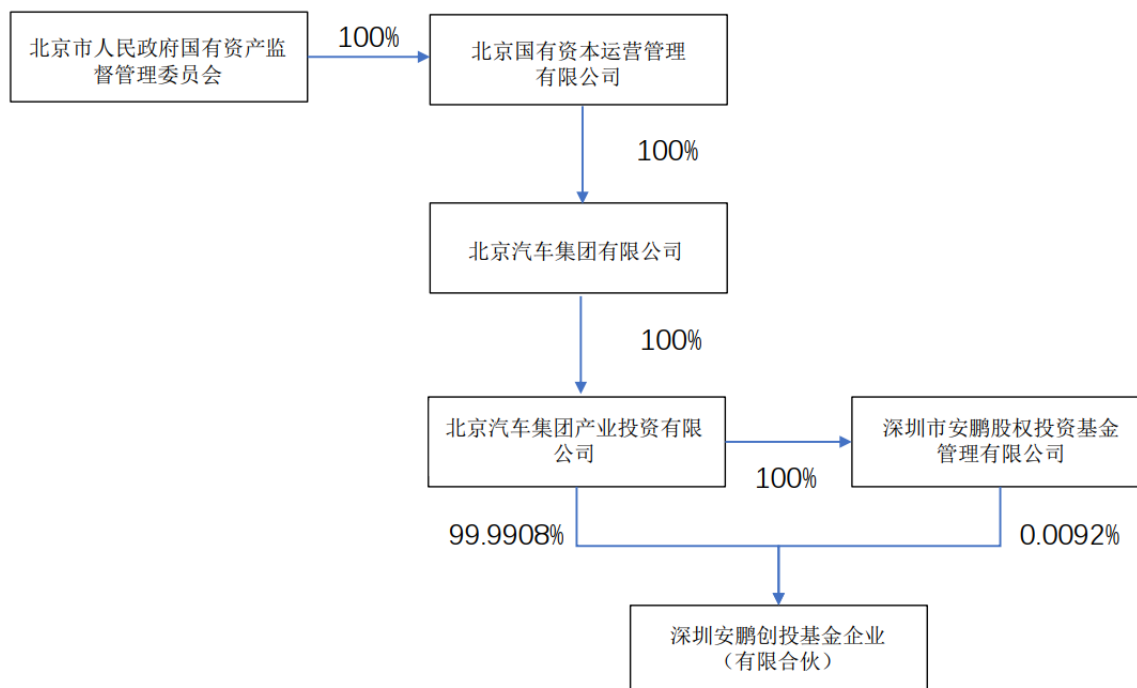 北京市人民政府国有资产监
督管理委员会
100%
北京国有资本运营管理
有限公司
100%
北京汽车集团有限公司
100%
北京汽车集团产业投资有限
公司
100%
深圳市安鹏股权投资基金
管理有限公司
99.9908%
0.0092%
深圳安鹏创投基金企业
（有限合伙）